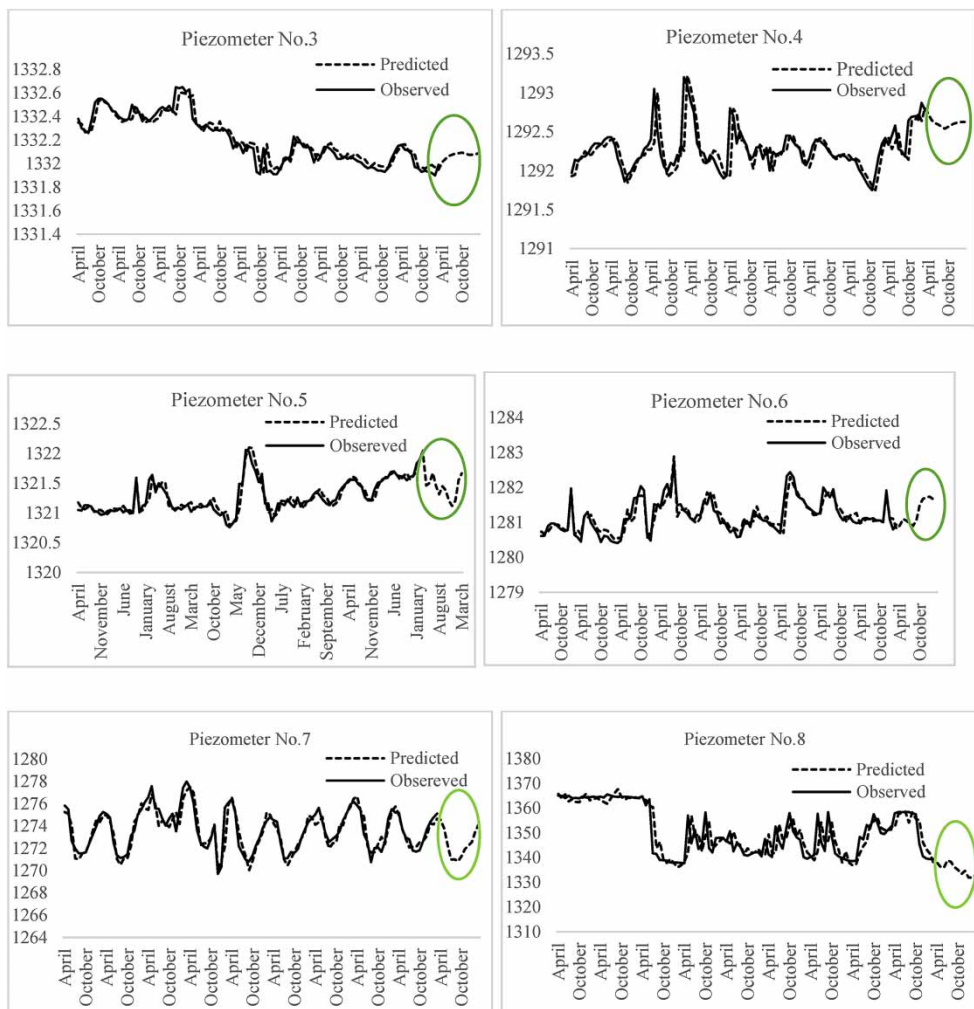 Piezometer No.3
Predicted
Observed
1332.8
1332.6
1332.4
1332.2
1332
1331.8
1331.6
1331.4
April October April October April October April October April October April October April October April October April October April October
Piezometer No.4
Predicted
Observed
1293.5
1293
1292.5
1292
1291.5
1291
April October April October April October April October April October April October April October April October April October April October
Piezometer No.5
Predicted
Obsereved
1322.5
1322
1321.5
1321
1320.5
1320
April November June January August March October May December July February September April November June January August March
Piezometer No.6
Predicted
Observed
1284
1283
1282
1281
1280
1279
April October April October April October April October April October April October April October April October April October April October
Piezometer No.7
Predicted
Obsereved
1280
1278
1276
1274
1272
1270
1268
1266
1264
April October April October April October April October April October April October April October April October April October April October
Piezometer No.8
Predicted
Observed
1380
1370
1360
1350
1340
1330
1320
1310
April October April October April October April October April October April October April October April October April October April October